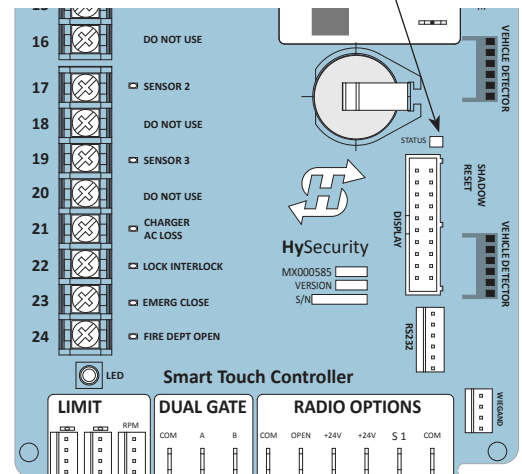 16 DO NOT USE
17 SENSOR 2
18 DO NOT USE
19 SENSOR 3
20 DO NOT USE
21 CHARGER
AC LOSS
22 LOCK INTERLOCK
23 EMERG CLOSE
24 FIRE DEPT OPEN
LED
VEHICLE DETECTOR
STATUS
SHADOW
RESET
DISPLAY
VEHICLE DETECTOR
HySecurity
MX000585
VERSION
S/N
RS232
Smart Touch Controller
WIEGAND
LIMIT
RPM
DUAL GATE
COM A B
RADIO OPTIONS
COM OPEN +24V +24V S 1 COM